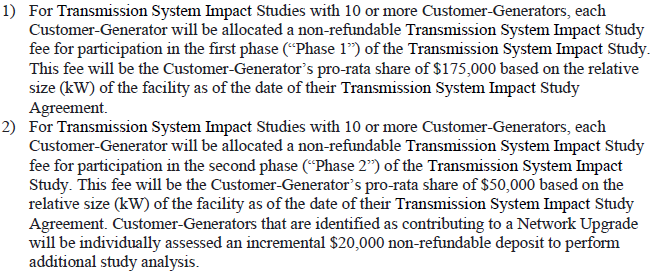 1) For Transmission System Impact Studies with 10 or more Customer-Generators, each
Customer-Generator will be allocated a non-refundable Transmission System Impact Study
fee for participation in the first phase (“Phase 1”) of the Transmission System Impact Study.
This fee will be the Customer-Generator’s pro-rata share of $175,000 based on the relative
size (kW) of the facility as of the date of their Transmission System Impact Study
Agreement.
2) For Transmission System Impact Studies with 10 or more Customer-Generators, each
Customer-Generator will be allocated a non-refundable Transmission System Impact Study
fee for participation in the second phase (“Phase 2”) of the Transmission System Impact
Study. This fee will be the Customer-Generator’s pro-rata share of $50,000 based on the
relative size (kW) of the facility as of the date of their Transmission System Impact Study
Agreement. Customer-Generators that are identified as contributing to a Network Upgrade
will be individually assessed an incremental $20,000 non-refundable deposit to perform
additional study analysis.